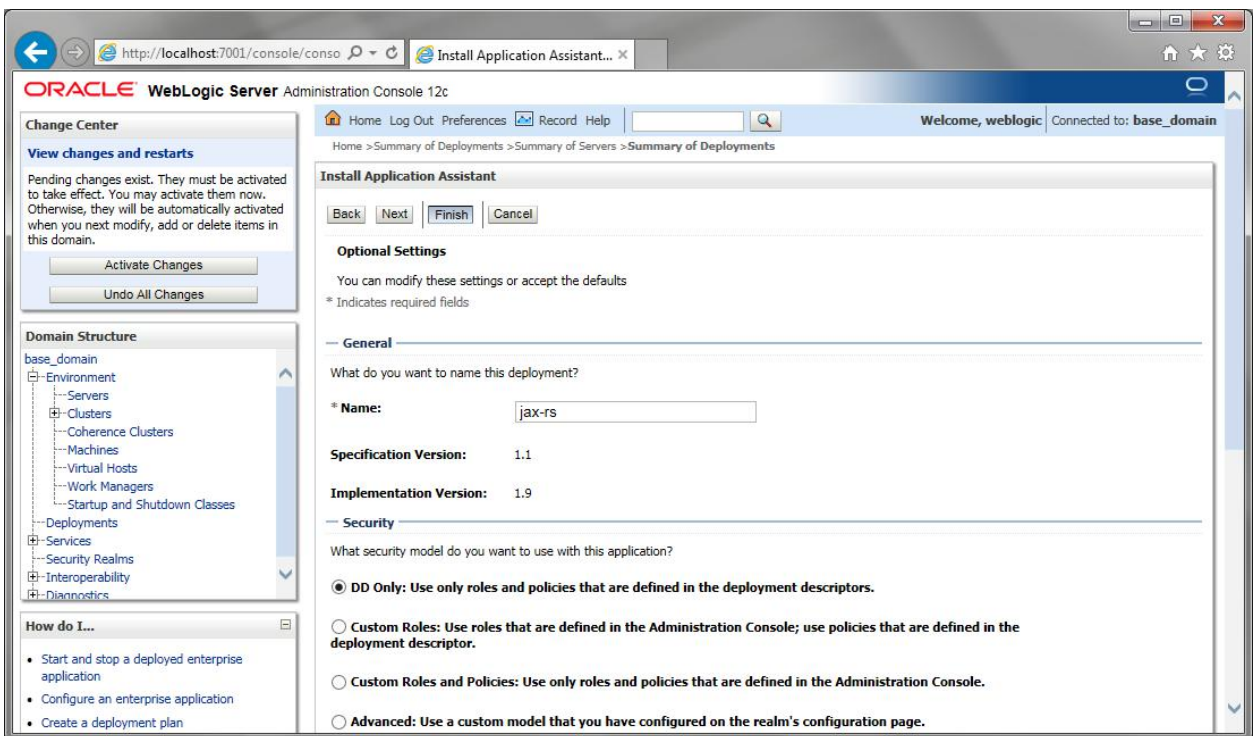 http://localhost:7001/console/conso
Install Application Assistant...
ORACLE WebLogic Server Administration Console 12c
Change Center
View changes and restarts
Pending changes exist. They must be activated
to take effect. You may activate them now.
Otherwise, they will be automatically activated
when you next modify, add or delete items in
this domain.
Activate Changes
Undo All Changes
Domain Structure
base_domain
Environment
Servers
Clusters
Coherence Clusters
Machines
Virtual Hosts
Work Managers
Startup and Shutdown Classes
Deployments
Services
Security Realms
Interoperability
Diagnostics
How do I...
• Start and stop a deployed enterprise
application
• Configure an enterprise application
• Create a deployment plan
Home Log Out Preferences Record Help
Welcome, weblogic Connected to: base_domain
Home >Summary of Deployments >Summary of Servers >Summary of Deployments
Install Application Assistant
Back Next Finish Cancel
Optional Settings
You can modify these settings or accept the defaults
* Indicates required fields
General
What do you want to name this deployment?
* Name: jax-rs
Specification Version: 1.1
Implementation Version: 1.9
Security
What security model do you want to use with this application?
DD Only: Use only roles and policies that are defined in the deployment descriptors.
Custom Roles: Use roles that are defined in the Administration Console; use policies that are defined in the
deployment descriptor.
Custom Roles and Policies: Use only roles and policies that are defined in the Administration Console.
Advanced: Use a custom model that you have configured on the realm's configuration page.